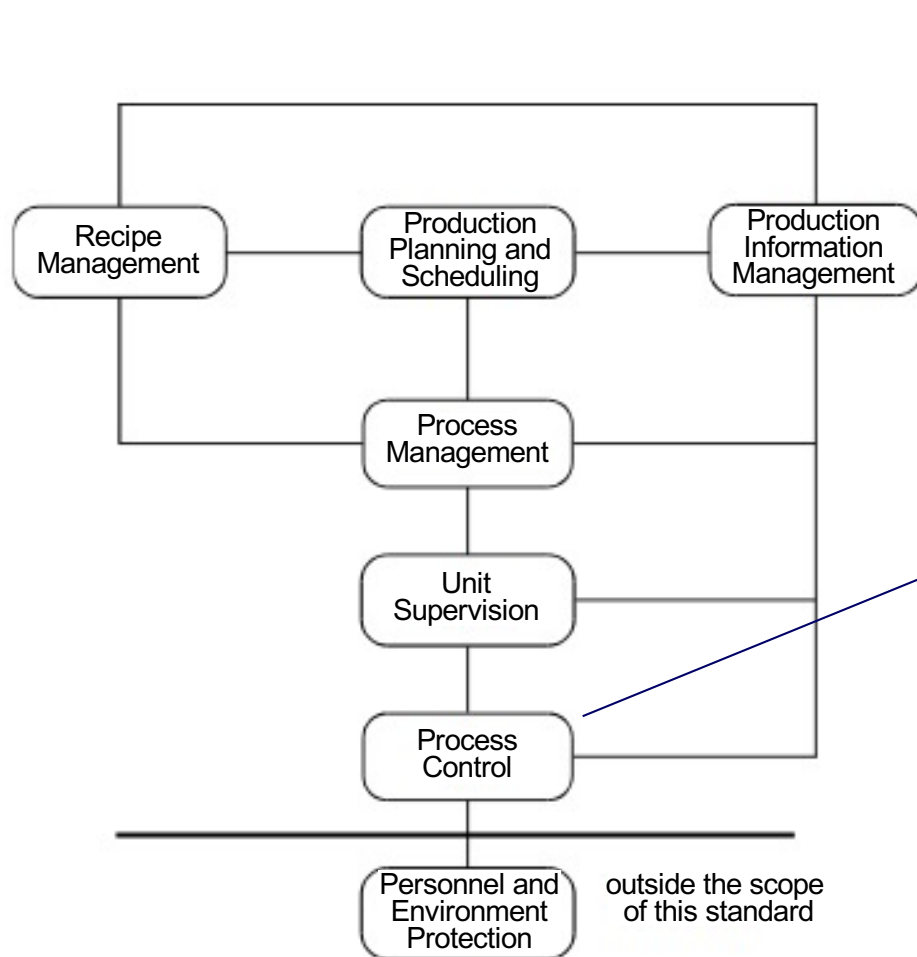 Recipe
Management
Production
Planning and
Scheduling
Production
Information
Management
Process
Management
Unit
Supervision
Process
Control
Personnel and
Environment
Protection
outside the scope
of this standard